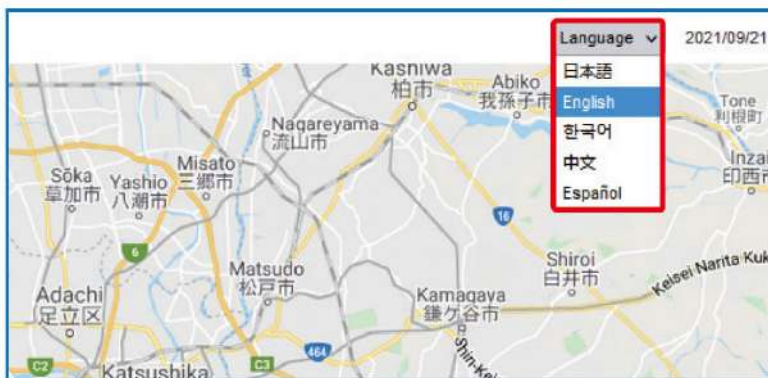 Language
2021/09/21
日本語
English
한국어
中文
Español
Kashiwa
柏市
Abiko
我孫子市
Tone
利根町
Nagareyama
流山市
Inzai
印西市
Misato
三郷市
Sōka
草加市
Yashio
八潮市
16
6
Shiroi
白井市
Matsudo
松戸市
Keisei Narita Kuk
Adachi
足立区
Kamagaya
鎌ケ谷市
464
Shin-Kei
C2
C3
Katsushika